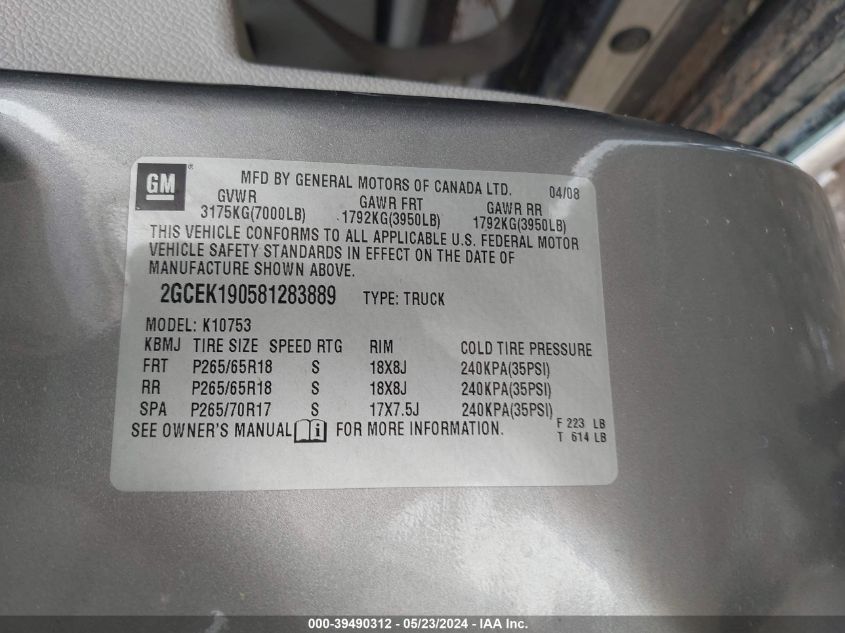 GM ® MFD BY GENERAL MOTORS OF CANADA LTD. 04/08
GVWR GAWR FRT GAWR RR
3175KG(7000LB) 1792KG(3950LB) 1792KG(3950LB)
THIS VEHICLE CONFORMS TO ALL APPLICABLE U.S. FEDERAL MOTOR
VEHICLE SAFETY STANDARDS IN EFFECT ON THE DATE OF
MANUFACTURE SHOWN ABOVE.
2GCEK190581283889 TYPE: TRUCK
MODEL: K10753
KBMJ TIRE SIZE SPEED RTG RIM COLD TIRE PRESSURE
FRT P265/65R18 S 18X8J 240KPA(35PSI)
RR P265/65R18 S 18X8J 240KPA(35PSI)
SPA P265/70R17 S 17X7.5J 240KPA(35PSI)
SEE OWNER'S MANUAL i FOR MORE INFORMATION. F 223 LB
T 614 LB
000-39490312 - 05/23/2024 - IAA Inc.